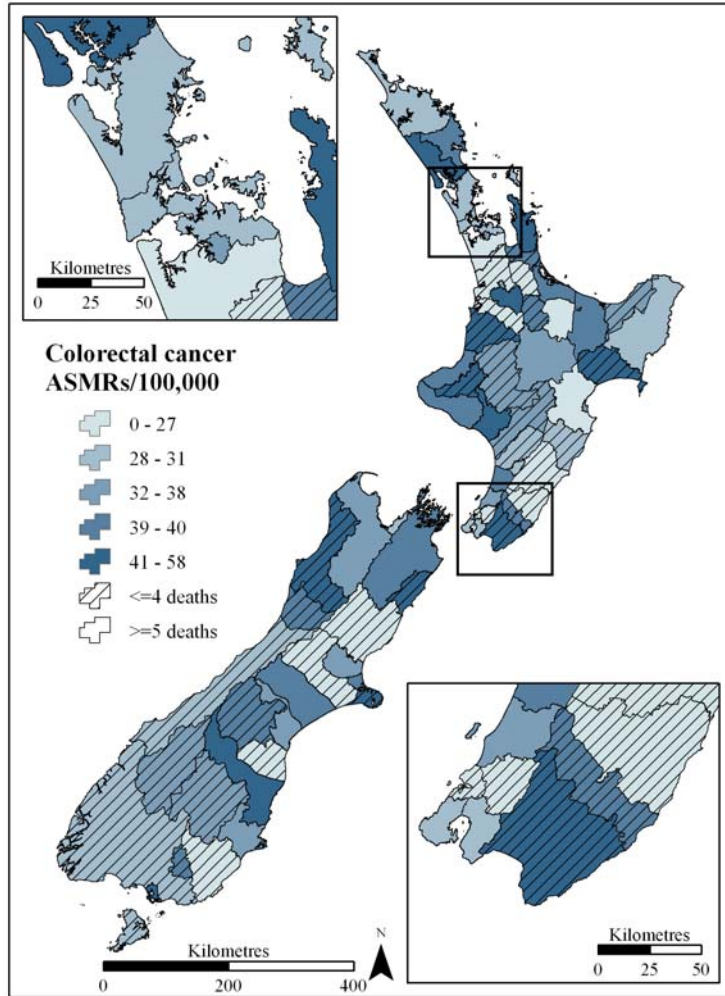 Kilometres
0 25 50
Colorectal cancer
ASMRs/100,000
0 - 27
28 - 31
32 - 38
39 - 40
41 - 58
<=4 deaths
>=5 deaths
N
Kilometres
0 200 400
Kilometres
0 25 50